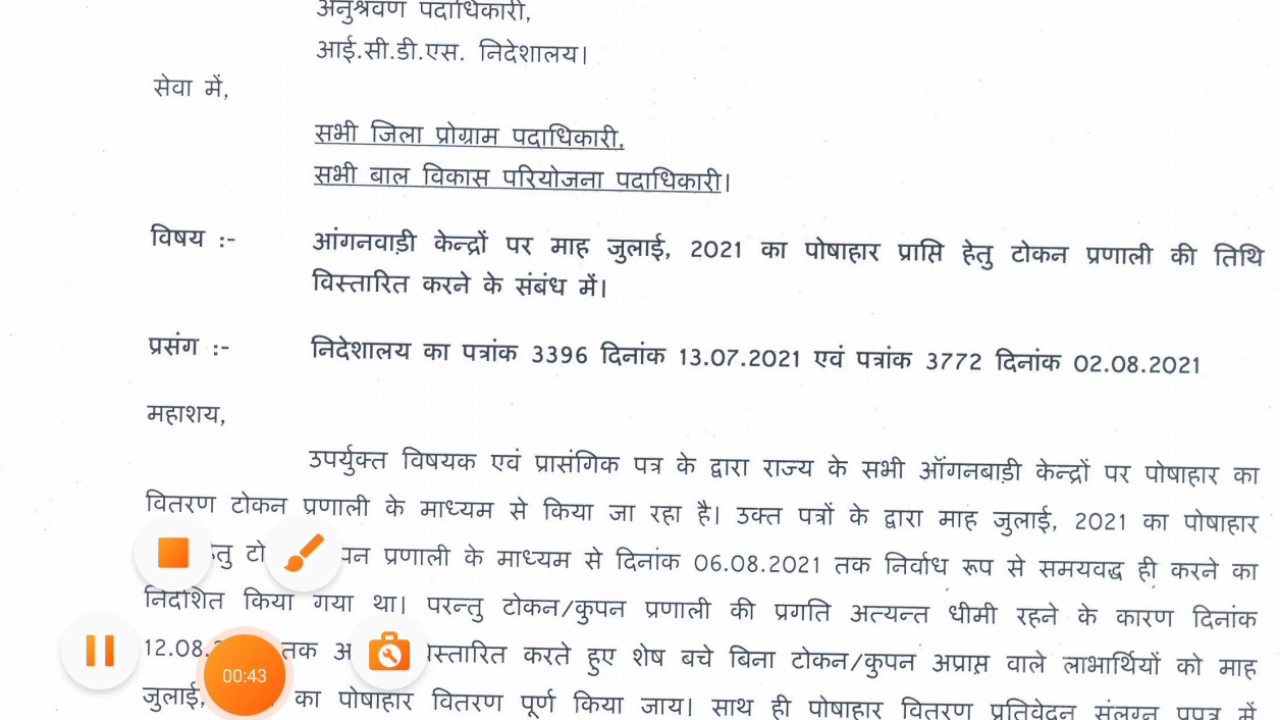 अनुश्रवण पदाधिकारी,
आई.सी.डी.एस. निदेशालय।
सेवा में,
सभी जिला प्रोग्राम पदाधिकारी,
सभी बाल विकास परियोजना पदाधिकारी।
विषय :- आंगनवाड़ी केन्द्रों पर माह जुलाई, 2021 का पोषाहार प्राप्ति हेतु टोकन प्रणाली की तिथि
विस्तारित करने के संबंध में।
प्रसंग :- निदेशालय का पत्रांक 3396 दिनांक 13.07.2021 एवं पत्रांक 3772 दिनांक 02.08.2021
महाशय,
उपर्युक्त विषयक एवं प्रासंगिक पत्र के द्वारा राज्य के सभी ऑंगनबाड़ी केन्द्रों पर पोषाहार का
वितरण टोकन प्रणाली के माध्यम से किया जा रहा है। उक्त पत्रों के द्वारा माह जुलाई, 2021 का पोषाहार
प्रणाली के माध्यम से दिनांक 06.08.2021 तक निर्वाध रूप से समयवद्ध ही करने का
निदेशित किया गया था। परन्तु टोकन/कुपन प्रणाली की प्रगति अत्यन्त धीमी रहने के कारण दिनांक
12.08. तक करते हुए शेष बचे बिना टोकन/कुपन अप्राप्त वाले लाभार्थियों को माह
जुलाई, का पोषाहार वितरण पूर्ण किया जाय। साथ ही पोषाहार वितरण प्रतिवेदन संलग्न प्रपत्र में
00:43